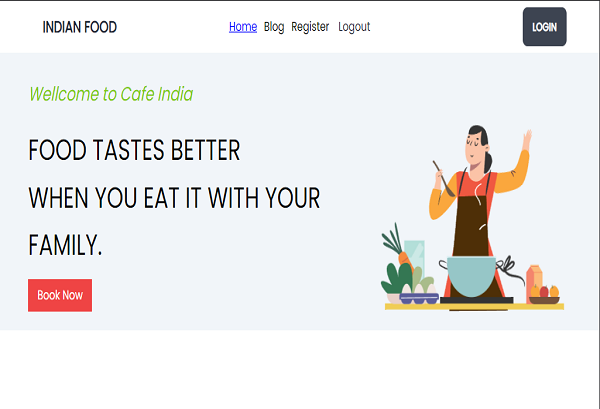 INDIAN FOOD
Home Blog Register Logout
LOGIN
Wellcome to Cafe India
FOOD TASTES BETTER
WHEN YOU EAT IT WITH YOUR
FAMILY.
Book Now